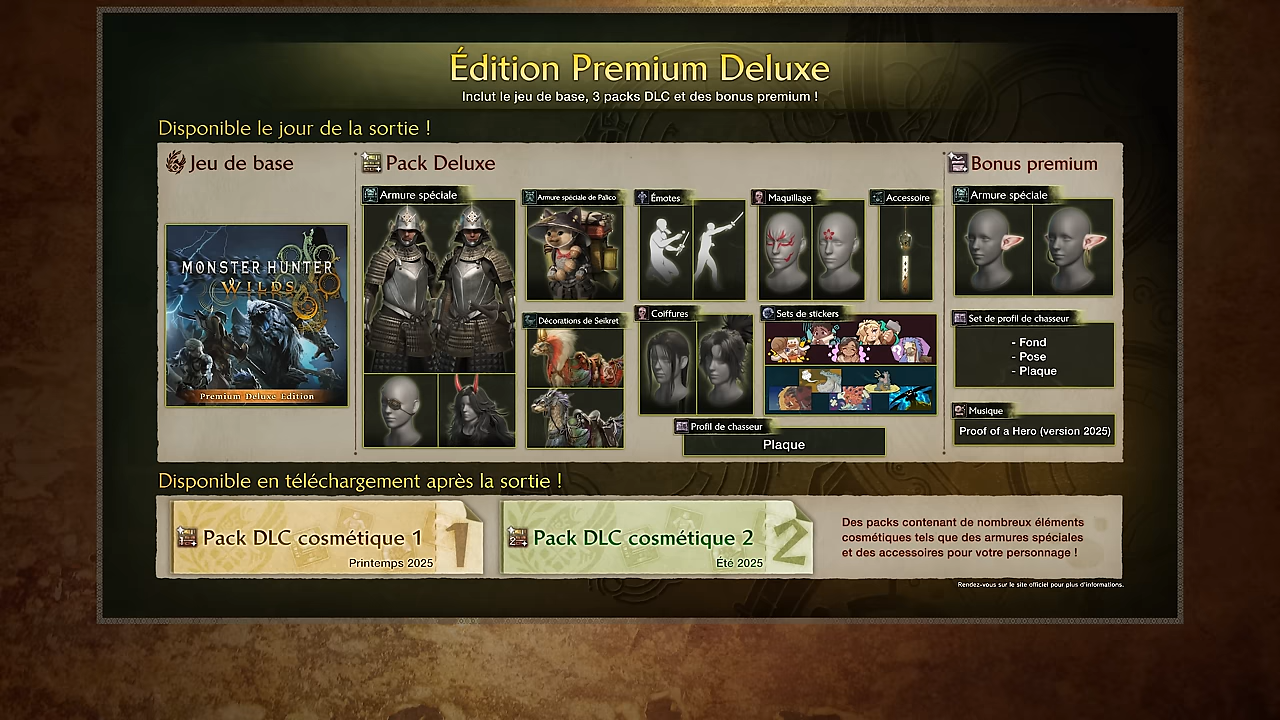 Édition Premium Deluxe
Inclut le jeu de base, 3 packs DLC et des bonus premium !
Disponible le jour de la sortie !
Jeu de base
MONSTER HUNTER
WILDS
Premium Deluxe Edition
Pack Deluxe
Armure spéciale
Armure spéciale de Palico
Émotes
Maquillage
Accessoire
Décorations de Seikret
Coiffures
Sets de stickers
Profil de chasseur
Plaque
Bonus premium
Armure spéciale
Set de profil de chasseur
- Fond
- Pose
- Plaque
Musique
Proof of a Hero (version 2025)
Disponible en téléchargement après la sortie !
Pack DLC cosmétique 1
1
Printemps 2025
Pack DLC cosmétique 2
2
Été 2025
Des packs contenant de nombreux éléments
cosmétiques tels que des armures spéciales
et des accessoires pour votre personnage !
Rendez-vous sur le site officiel pour plus d'informations.